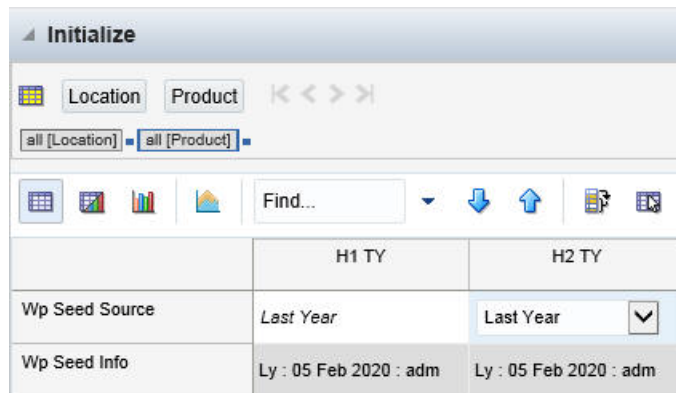 Initialize
Location Product
all [Location] all [Product]
Find...
H1 TY H2 TY
Wp Seed Source Last Year Last Year
Wp Seed Info Ly : 05 Feb 2020 : adm Ly : 05 Feb 2020 : adm